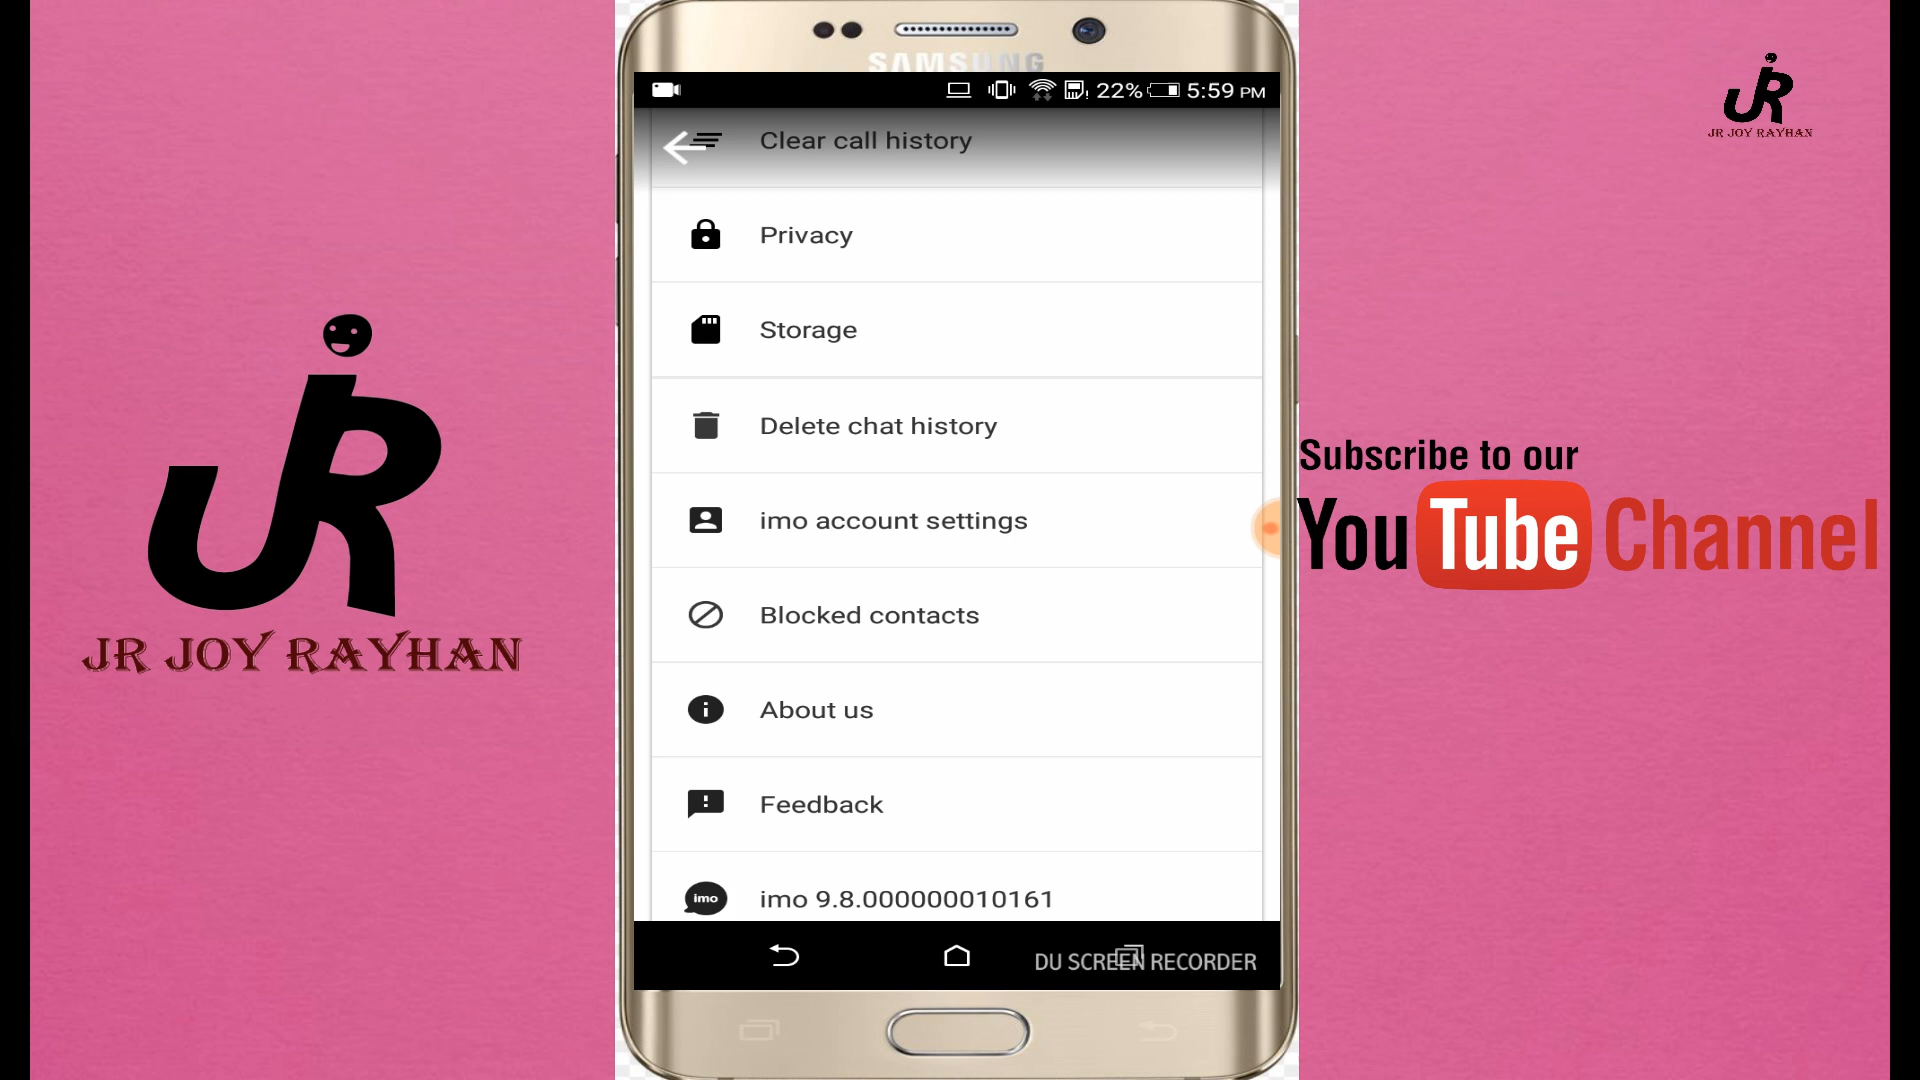 SAMSUNG
22% 5:59 PM
Clear call history
Privacy
Storage
Delete chat history
imo account settings
Blocked contacts
About us
Feedback
imo
imo 9.8.000000010161
DU SCREEN RECORDER
JR JOY RAYHAN
JR
JR JOY RAYHAN
JR
Subscribe to our
YouTube Channel